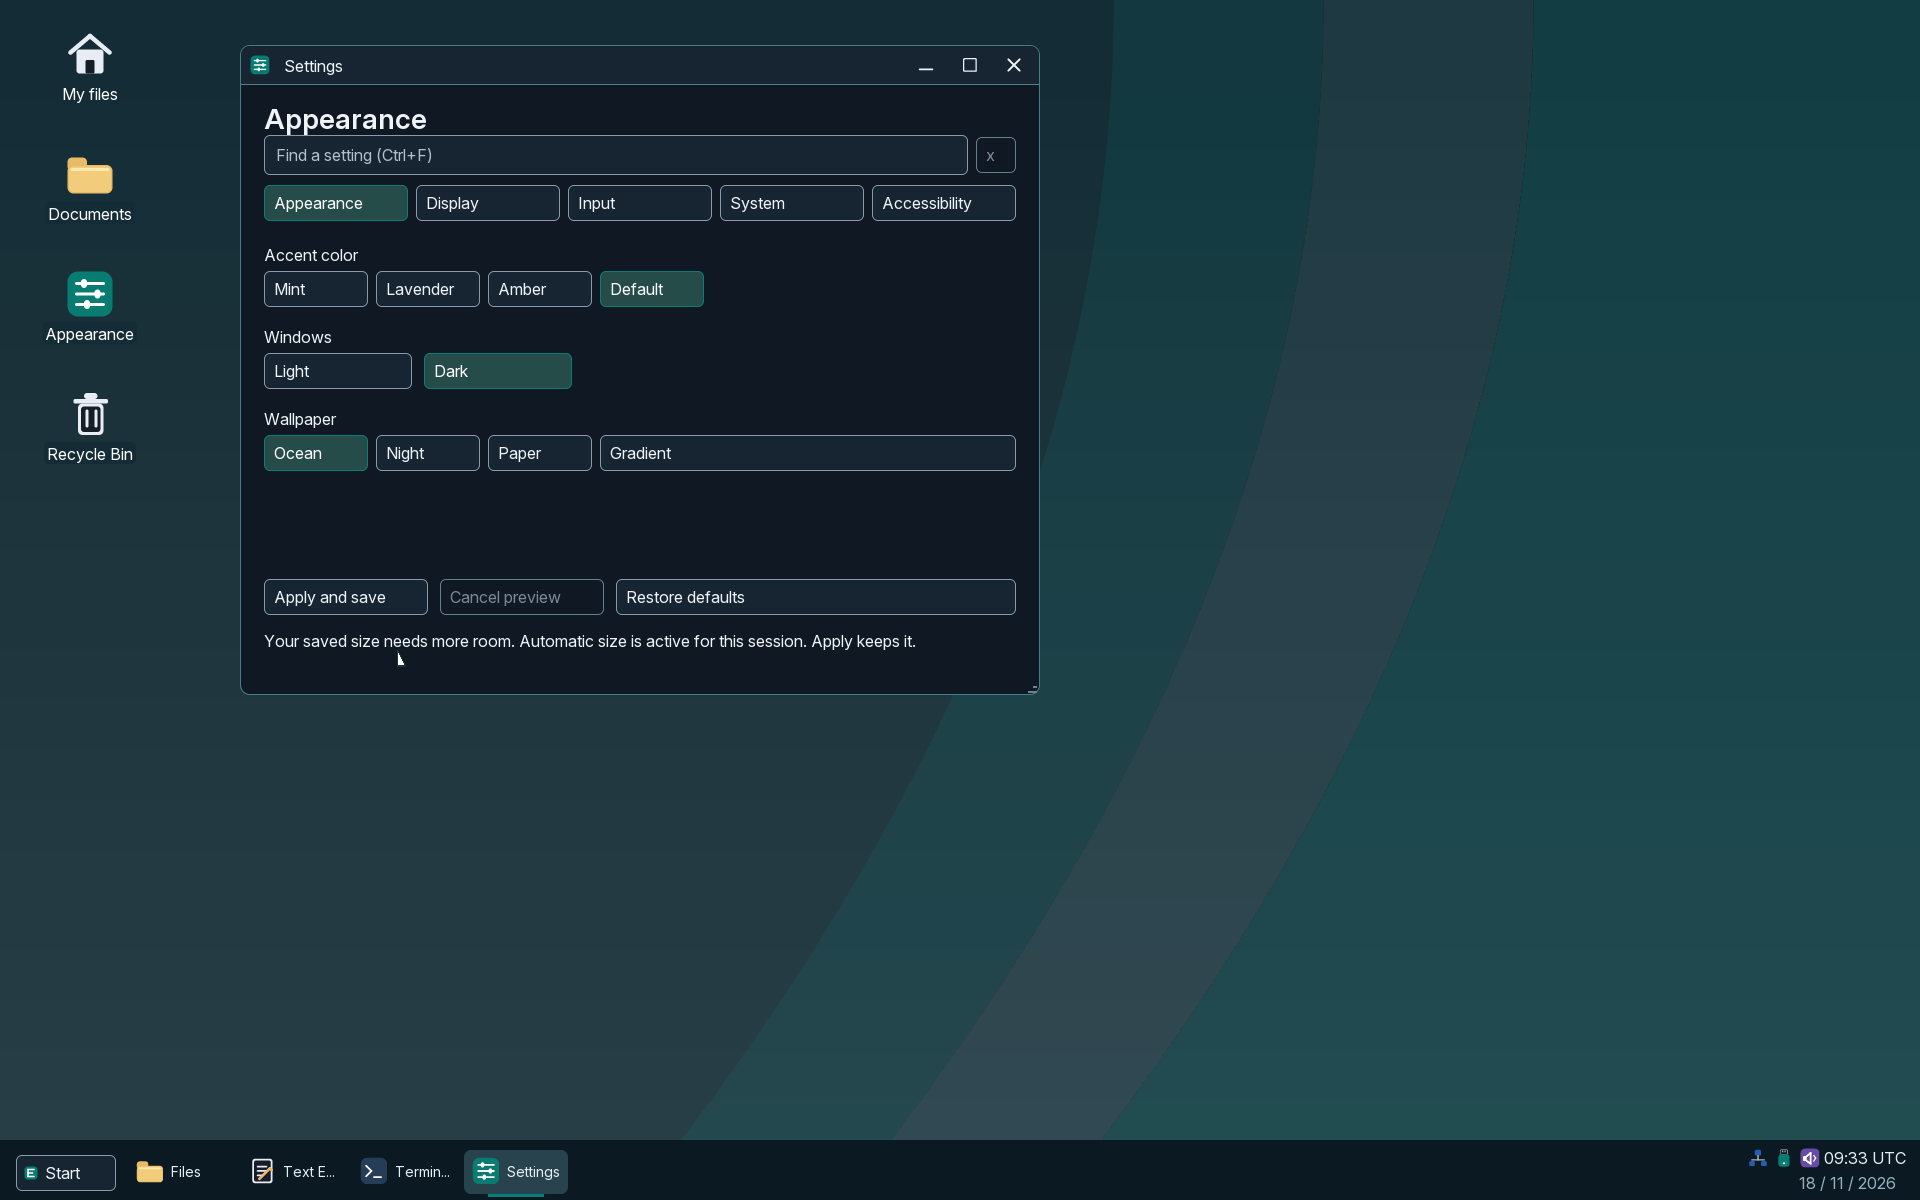 My files
Documents
Appearance
Recycle Bin
Settings
Appearance
Find a setting (Ctrl+F)
x
Appearance Display Input System Accessibility
Accent color
Mint Lavender Amber Default
Windows
Light Dark
Wallpaper
Ocean Night Paper Gradient
Apply and save Cancel preview Restore defaults
Your saved size needs more room. Automatic size is active for this session. Apply keeps it.
E Start Files Text E... Termin... Settings
09:33 UTC
18 / 11 / 2026